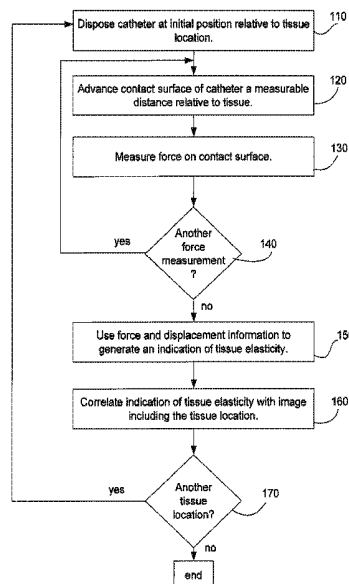 Dispose catheter at initial position relative to tissue
location.
110
Advance contact surface of catheter a measurable
distance relative to tissue.
120
Measure force on contact surface.
130
Another
force
measurement
?
140
yes
no
Use force and displacement information to
generate an indication of tissue elasticity.
15
Correlate indication of tissue elasticity with image
including the tissue location.
160
Another
tissue
location?
170
yes
no
end